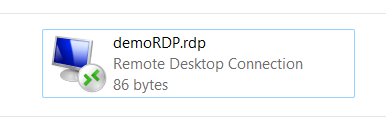 demoRDP.rdp
Remote Desktop Connection
86 bytes